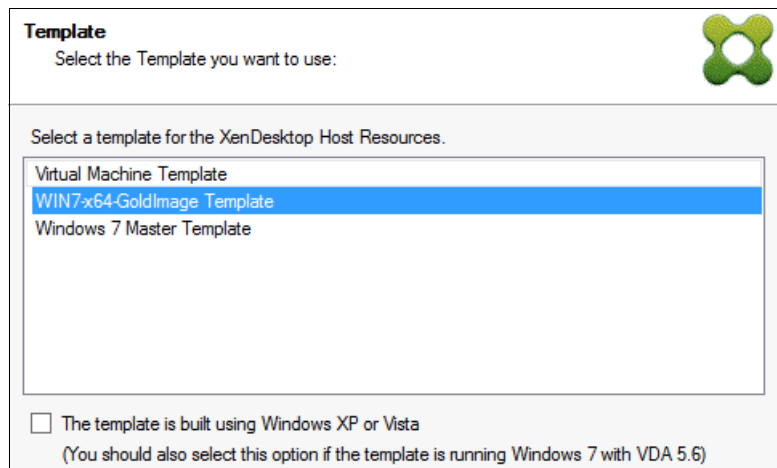 Template
Select the Template you want to use:
Select a template for the XenDesktop Host Resources.
Virtual Machine Template
WIN7-x64-GoldImage Template
Windows 7 Master Template
The template is built using Windows XP or Vista
(You should also select this option if the template is running Windows 7 with VDA 5.6)